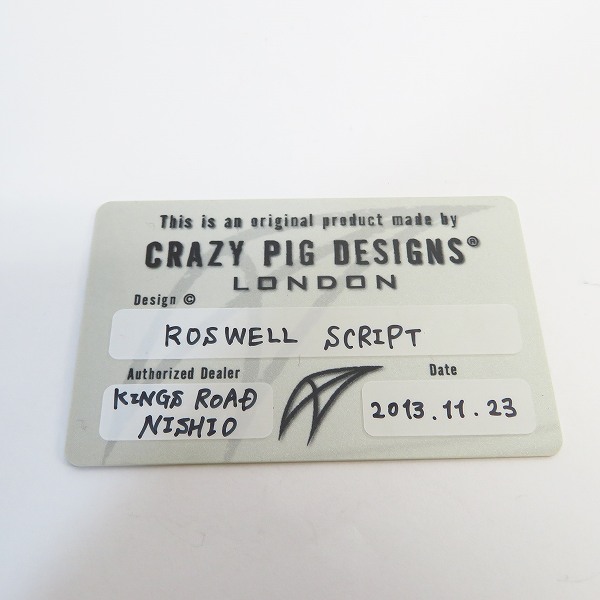 This is an original product made by
CRAZY PIG DESIGNS®
LONDON
Design ©
ROSWELL SCRIPT
Authorized Dealer
KINGS ROAD
NISHIO
Date
2013.11.23